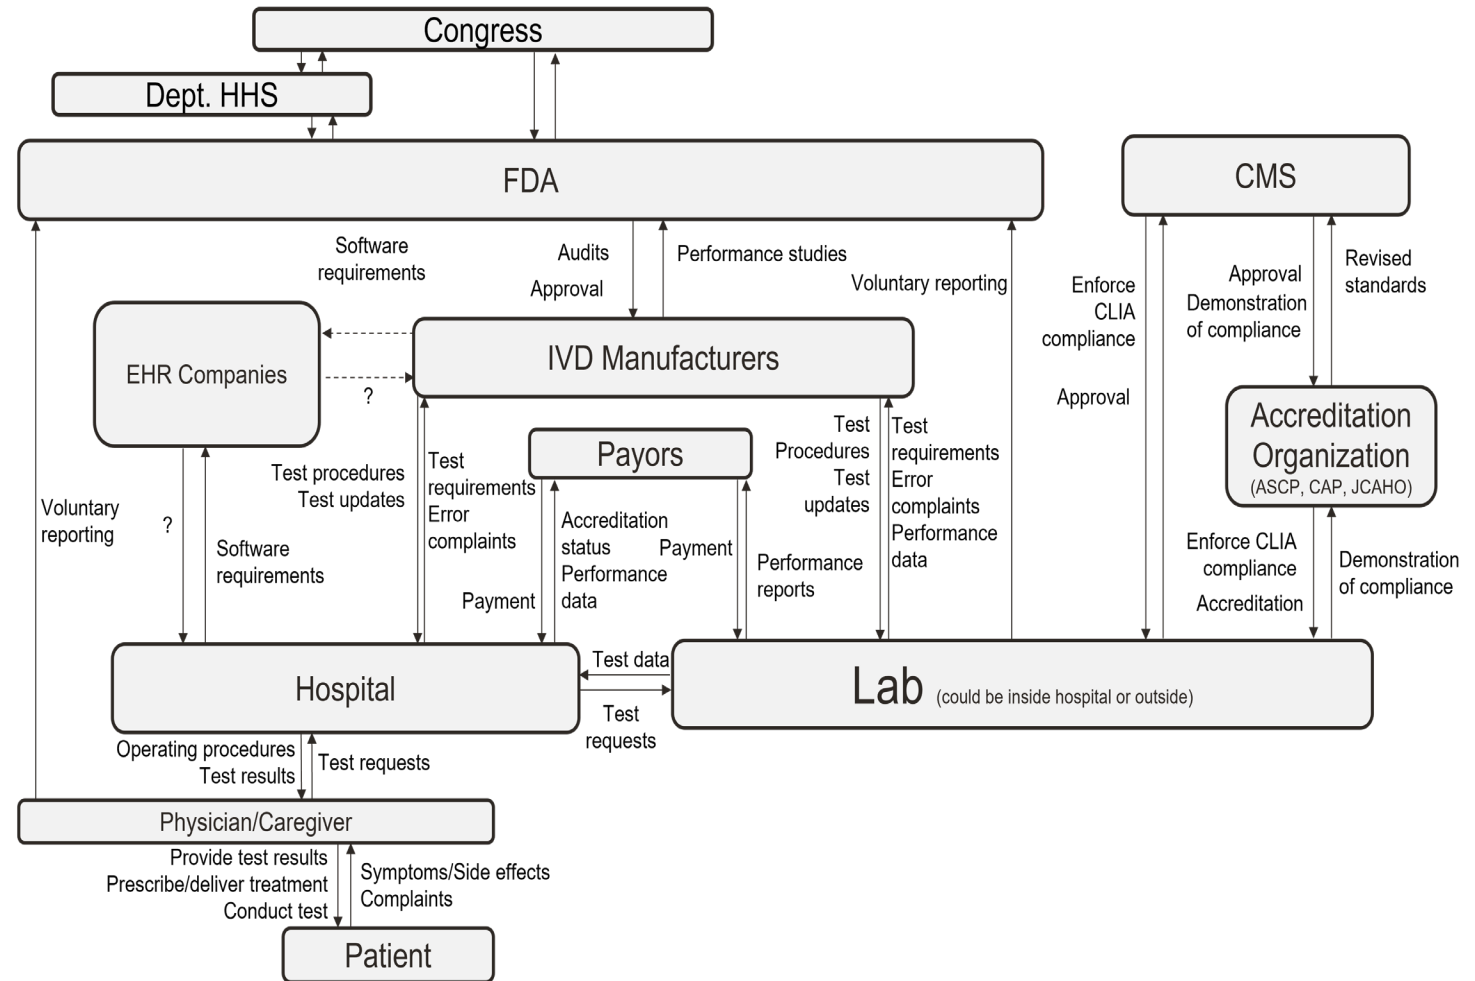 Congress
Dept. HHS
FDA
CMS
Software
requirements
Audits
Approval
Performance studies
Voluntary reporting
Enforce
CLIA
compliance
Approval
Approval
Demonstration
of compliance
Revised
standards
EHR Companies
?
IVD Manufacturers
Accreditation
Organization
(ASCP, CAP, JCAHO)
Voluntary
reporting
?
Software
requirements
Test procedures
Test updates
Test
requirements
Error
complaints
Payors
Payment
Accreditation
status
Performance
data
Payment
Performance
reports
Test
Procedures
Test
updates
Test
requirements
Error
complaints
Performance
data
Enforce CLIA
compliance
Accreditation
Demonstration
of compliance
Hospital
Test data
Test
requests
Lab (could be inside hospital or outside)
Operating procedures
Test results
Test requests
Physician/Caregiver
Provide test results
Prescribe/deliver treatment
Conduct test
Symptoms/Side effects
Complaints
Patient